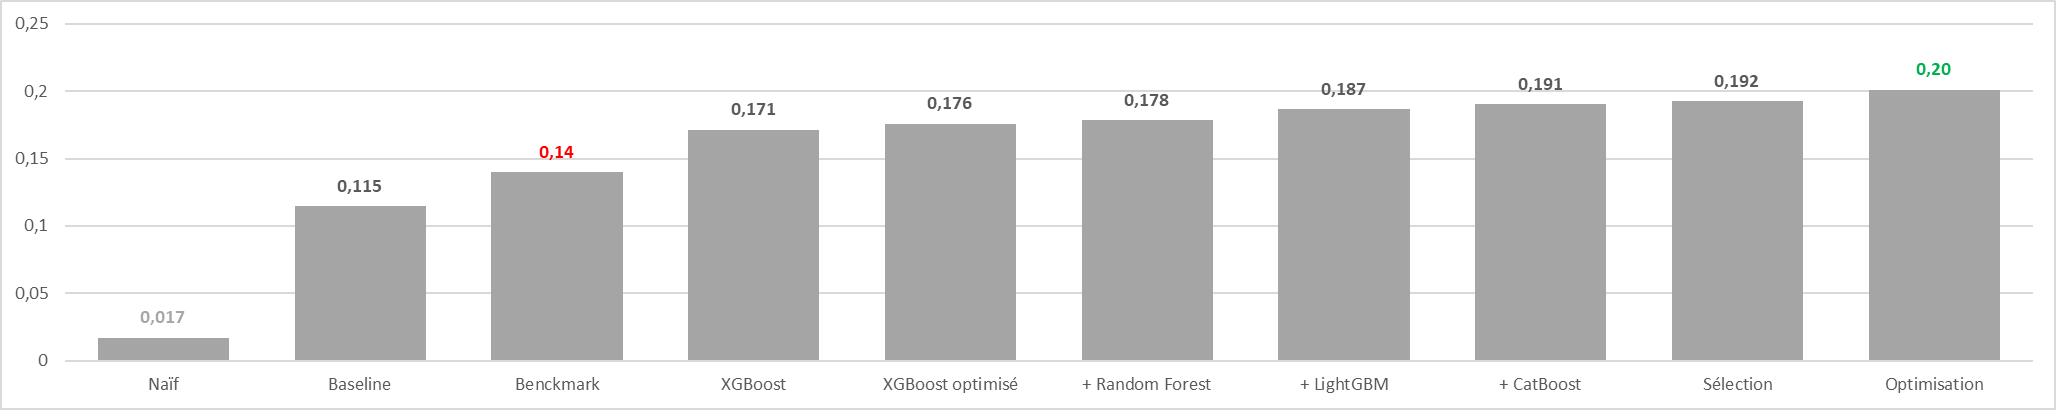 0,25
0,2
0,15
0,1
0,05
0
0,017
0,115
0,14
0,171
0,176
0,178
0,187
0,191
0,192
0,20
Naïf
Baseline
Benckmark
XGBoost
XGBoost optimisé
+ Random Forest
+ LightGBM
+ CatBoost
Sélection
Optimisation